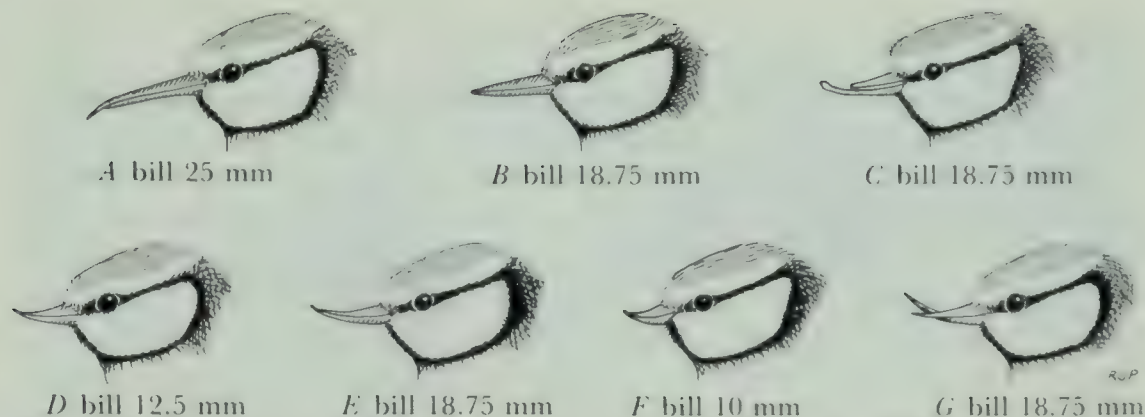 A bill 25 mm
B bill 18.75 mm
C bill 18.75 mm
D bill 12.5 mm
E bill 18.75 mm
F bill 10 mm
G bill 18.75 mm
R.J.P